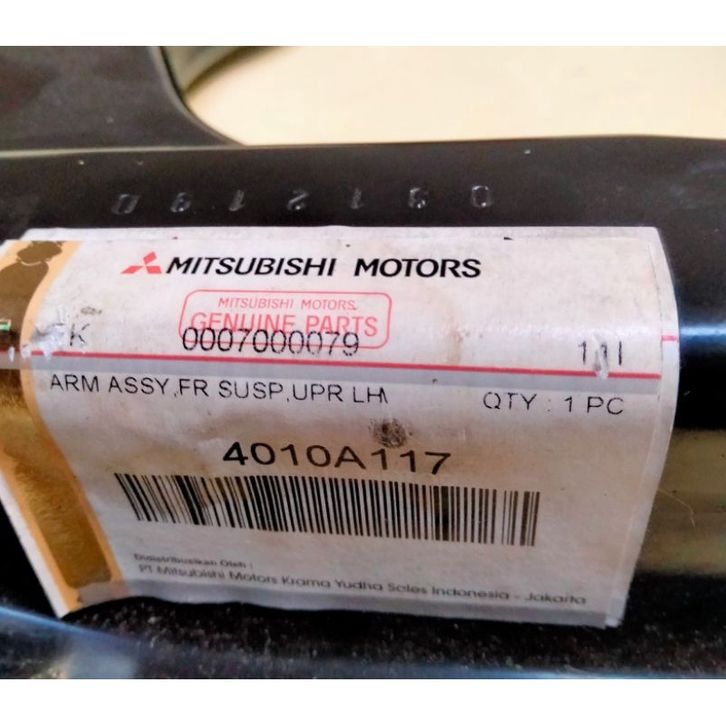 MITSUBISHI MOTORS
MITSUBISHI MOTORS
GENUINE PARTS
0007000079
ARM ASSY,FR SUSP,UPR LH
QTY : 1 PC
4010A117
Didistribusikan Oleh :
PT Mitsubishi Motors Krama Yudha Sales Indonesia - Jakarta